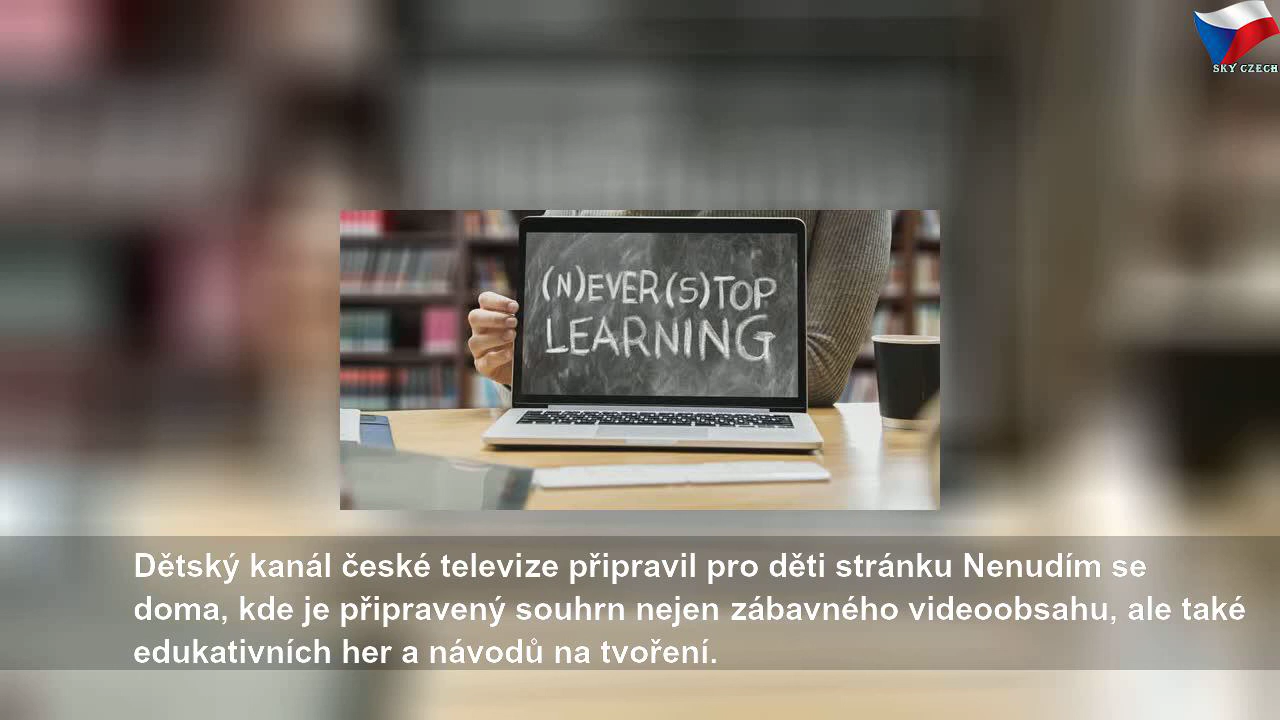 SKY CZECH
(N)EVER (S)TOP
LEARNING
Dětský kanál české televize připravil pro děti stránku Nenudím se
doma, kde je připravený souhrn nejen zábavného videoobsahu, ale také
edukativních her a návodů na tvoření.